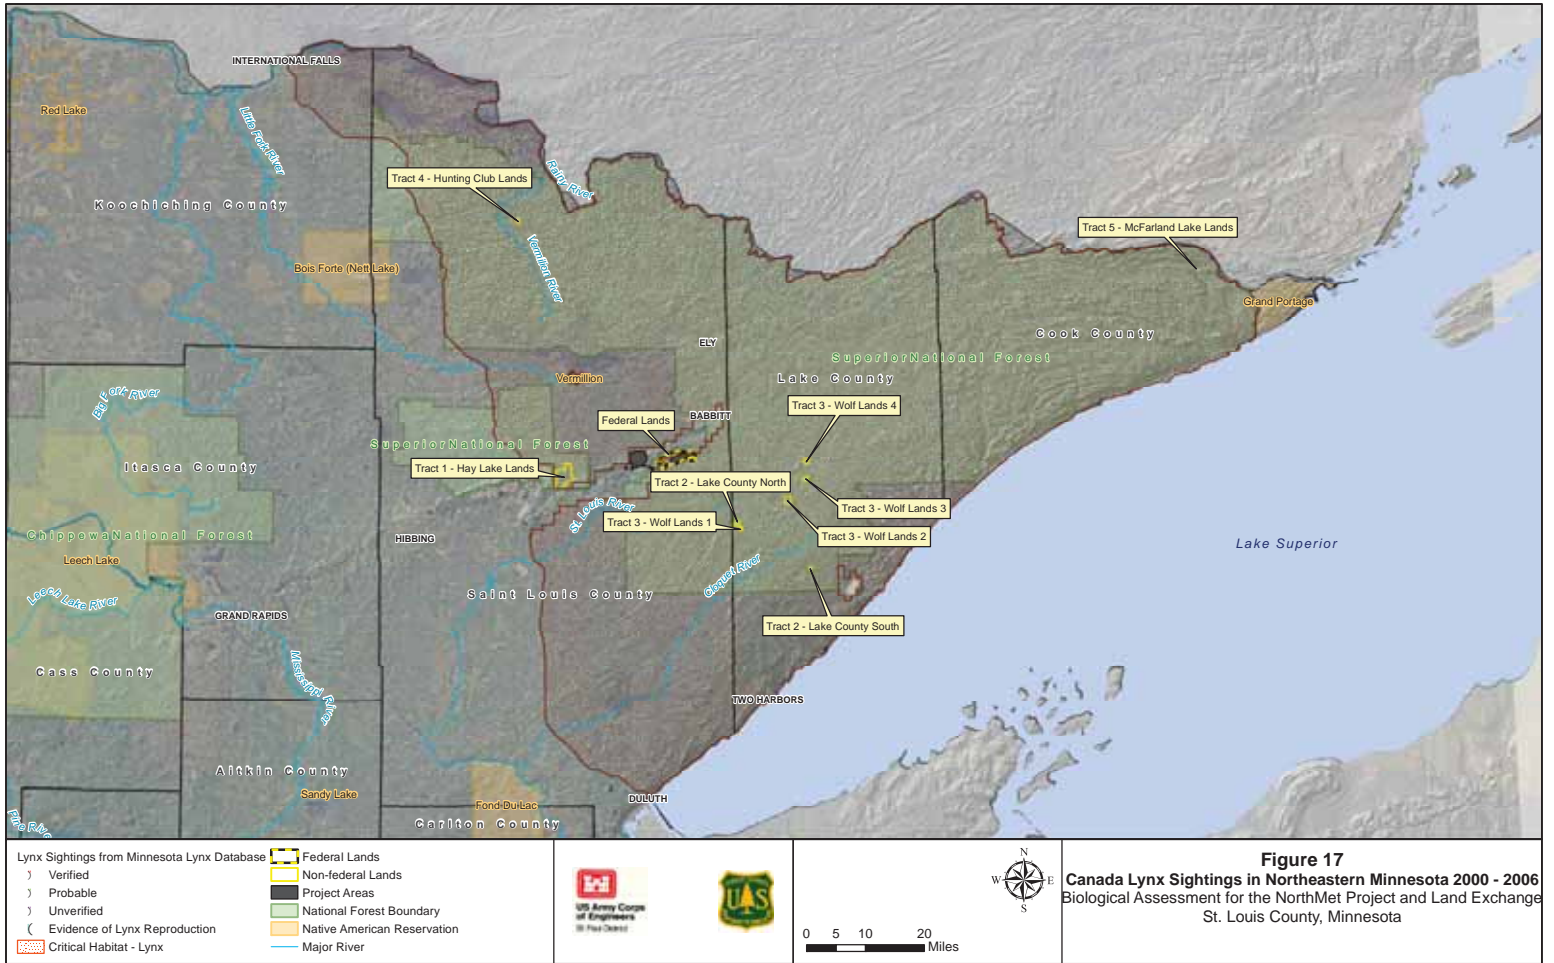 INTERNATIONAL FALLS
Red Lake
Little Fork River
Rainy River
Tract 4 - Hunting Club Lands
Koochiching County
Tract 5 - McFarland Lake Lands
Vermilion River
Bois Forte (Nett Lake)
Grand Portage
Cook County
ELY
Superior National Forest
Lake County
Vermillion
Big Fork River
Tract 3 - Wolf Lands 4
BABBITT
Federal Lands
Superior National Forest
Itasca County
Tract 1 - Hay Lake Lands
Tract 2 - Lake County North
St. Louis River
Tract 3 - Wolf Lands 3
Tract 3 - Wolf Lands 1
Chippewa National Forest
HIBBING
Tract 3 - Wolf Lands 2
Lake Superior
Leech Lake
Cloquet River
Leech Lake River
Saint Louis County
GRAND RAPIDS
Tract 2 - Lake County South
Cass County
Mississippi River
TWO HARBORS
Aitkin County
Sandy Lake
DULUTH
Fond Du Lac
Pine River
Carlton County
Lynx Sightings from Minnesota Lynx Database
Verified
Probable
Unverified
Evidence of Lynx Reproduction
Critical Habitat - Lynx
Federal Lands
Non-federal Lands
Project Areas
National Forest Boundary
Native American Reservation
Major River
US Army Corps
of Engineers
UAS
0 5 10 20
Miles
N
W E
S
Figure 17
Canada Lynx Sightings in Northeastern Minnesota 2000 - 2006
Biological Assessment for the NorthMet Project and Land Exchange
St. Louis County, Minnesota